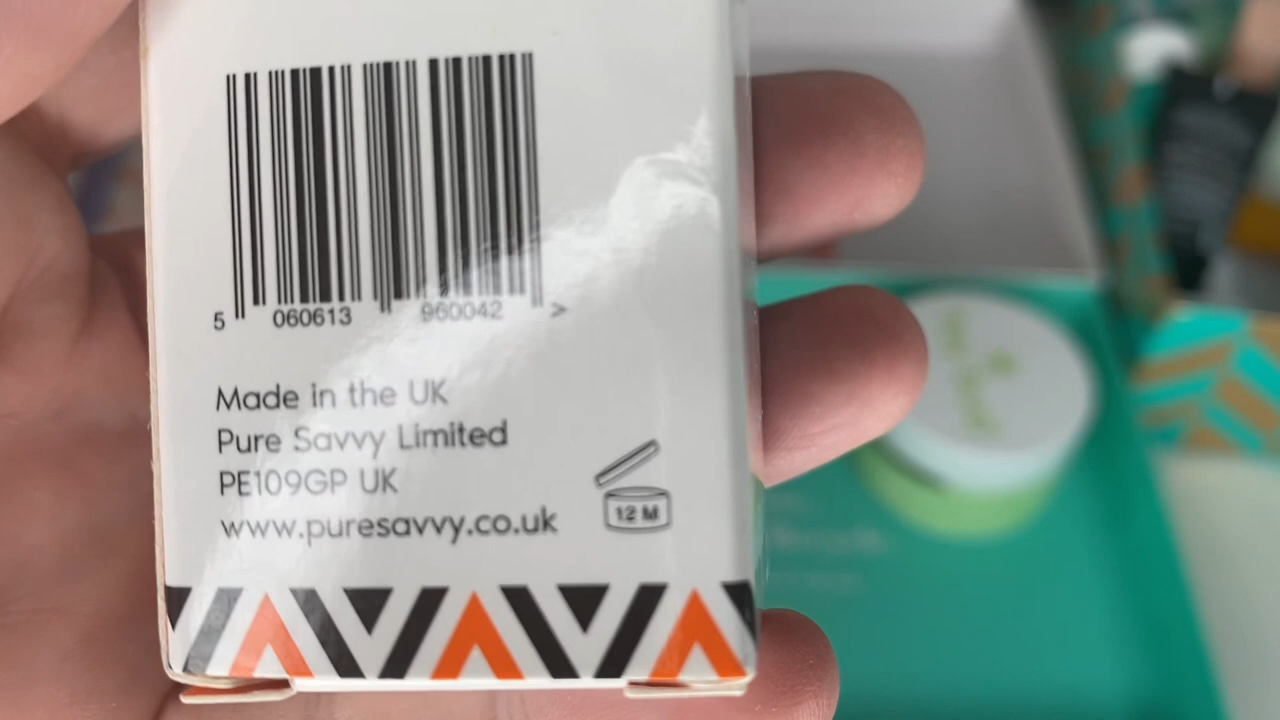 5 060613 960042 >
Made in the UK
Pure Savvy Limited
PE109GP UK
www.puresavvy.co.uk
12 M